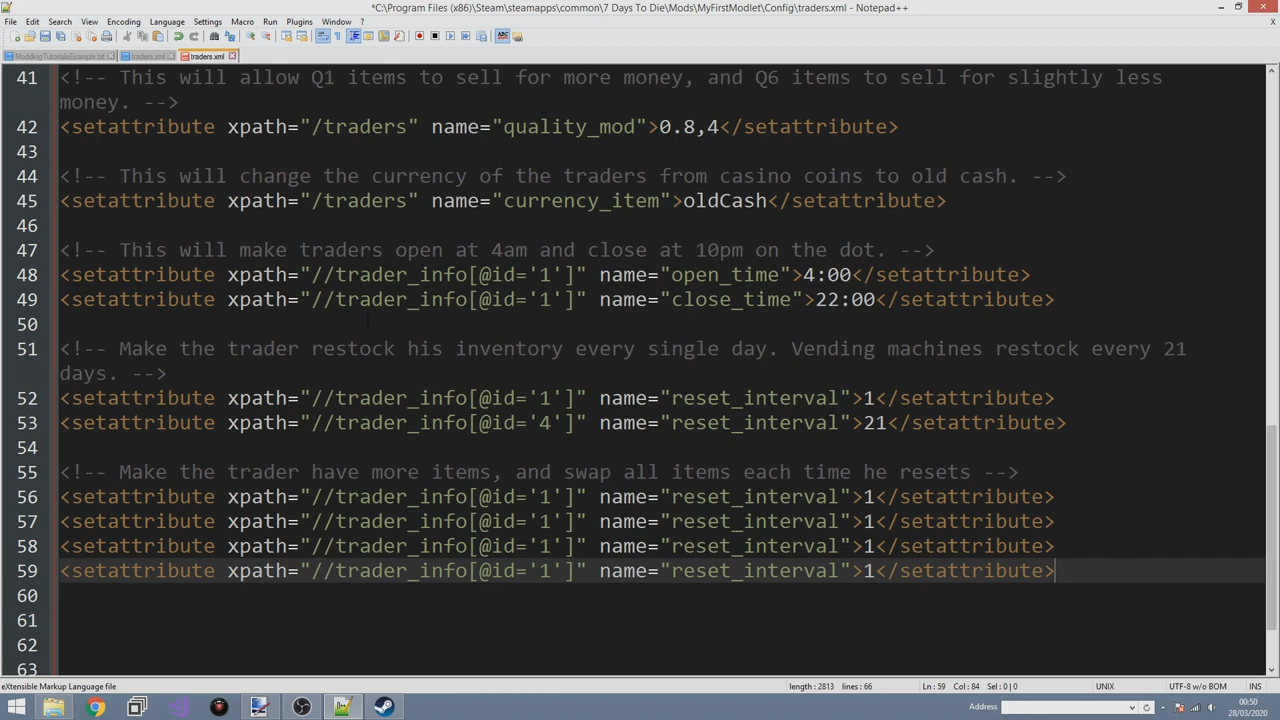 *C:\Program Files (x86)\Steam\steamapps\common\7 Days To Die\Mods\MyFirstModlet\Config\traders.xml - Notepad++
File Edit Search View Encoding Language Settings Macro Run Plugins Window ?
ModdingTutorialsExample.txt traders.xml traders.xml
41 <!-- This will allow Q1 items to sell for more money, and Q6 items to sell for slightly less
money. -->
42 <setattribute xpath="/traders" name="quality_mod">0.8,4</setattribute>
43
44 <!-- This will change the currency of the traders from casino coins to old cash. -->
45 <setattribute xpath="/traders" name="currency_item">oldCash</setattribute>
46
47 <!-- This will make traders open at 4am and close at 10pm on the dot. -->
48 <setattribute xpath="//trader_info[@id='1']" name="open_time">4:00</setattribute>
49 <setattribute xpath="//trader_info[@id='1']" name="close_time">22:00</setattribute>
50
51 <!-- Make the trader restock his inventory every single day. Vending machines restock every 21
days. -->
52 <setattribute xpath="//trader_info[@id='1']" name="reset_interval">1</setattribute>
53 <setattribute xpath="//trader_info[@id='4']" name="reset_interval">21</setattribute>
54
55 <!-- Make the trader have more items, and swap all items each time he resets -->
56 <setattribute xpath="//trader_info[@id='1']" name="reset_interval">1</setattribute>
57 <setattribute xpath="//trader_info[@id='1']" name="reset_interval">1</setattribute>
58 <setattribute xpath="//trader_info[@id='1']" name="reset_interval">1</setattribute>
59 <setattribute xpath="//trader_info[@id='1']" name="reset_interval">1</setattribute>
60
61
62
63
eXtensible Markup Language file length : 2813 lines : 66 Ln : 59 Col : 84 Sel : 0 | 0 UNIX UTF-8 w/o BOM INS
Address 00:50
28/03/2020